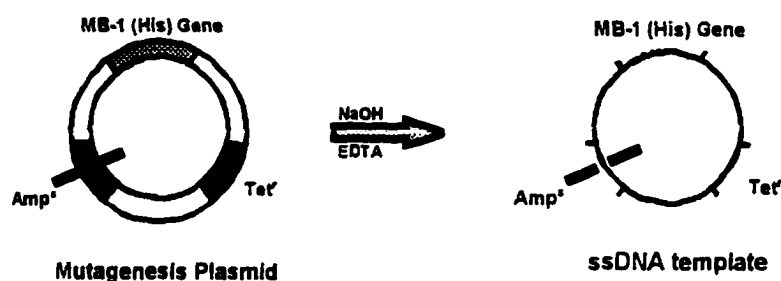 MB-1 (His) Gene
MB-1 (His) Gene
NaOH
EDTA
Amp^s
Tet^r
Amp^s
Tet^r
Mutagenesis Plasmid
ssDNA template